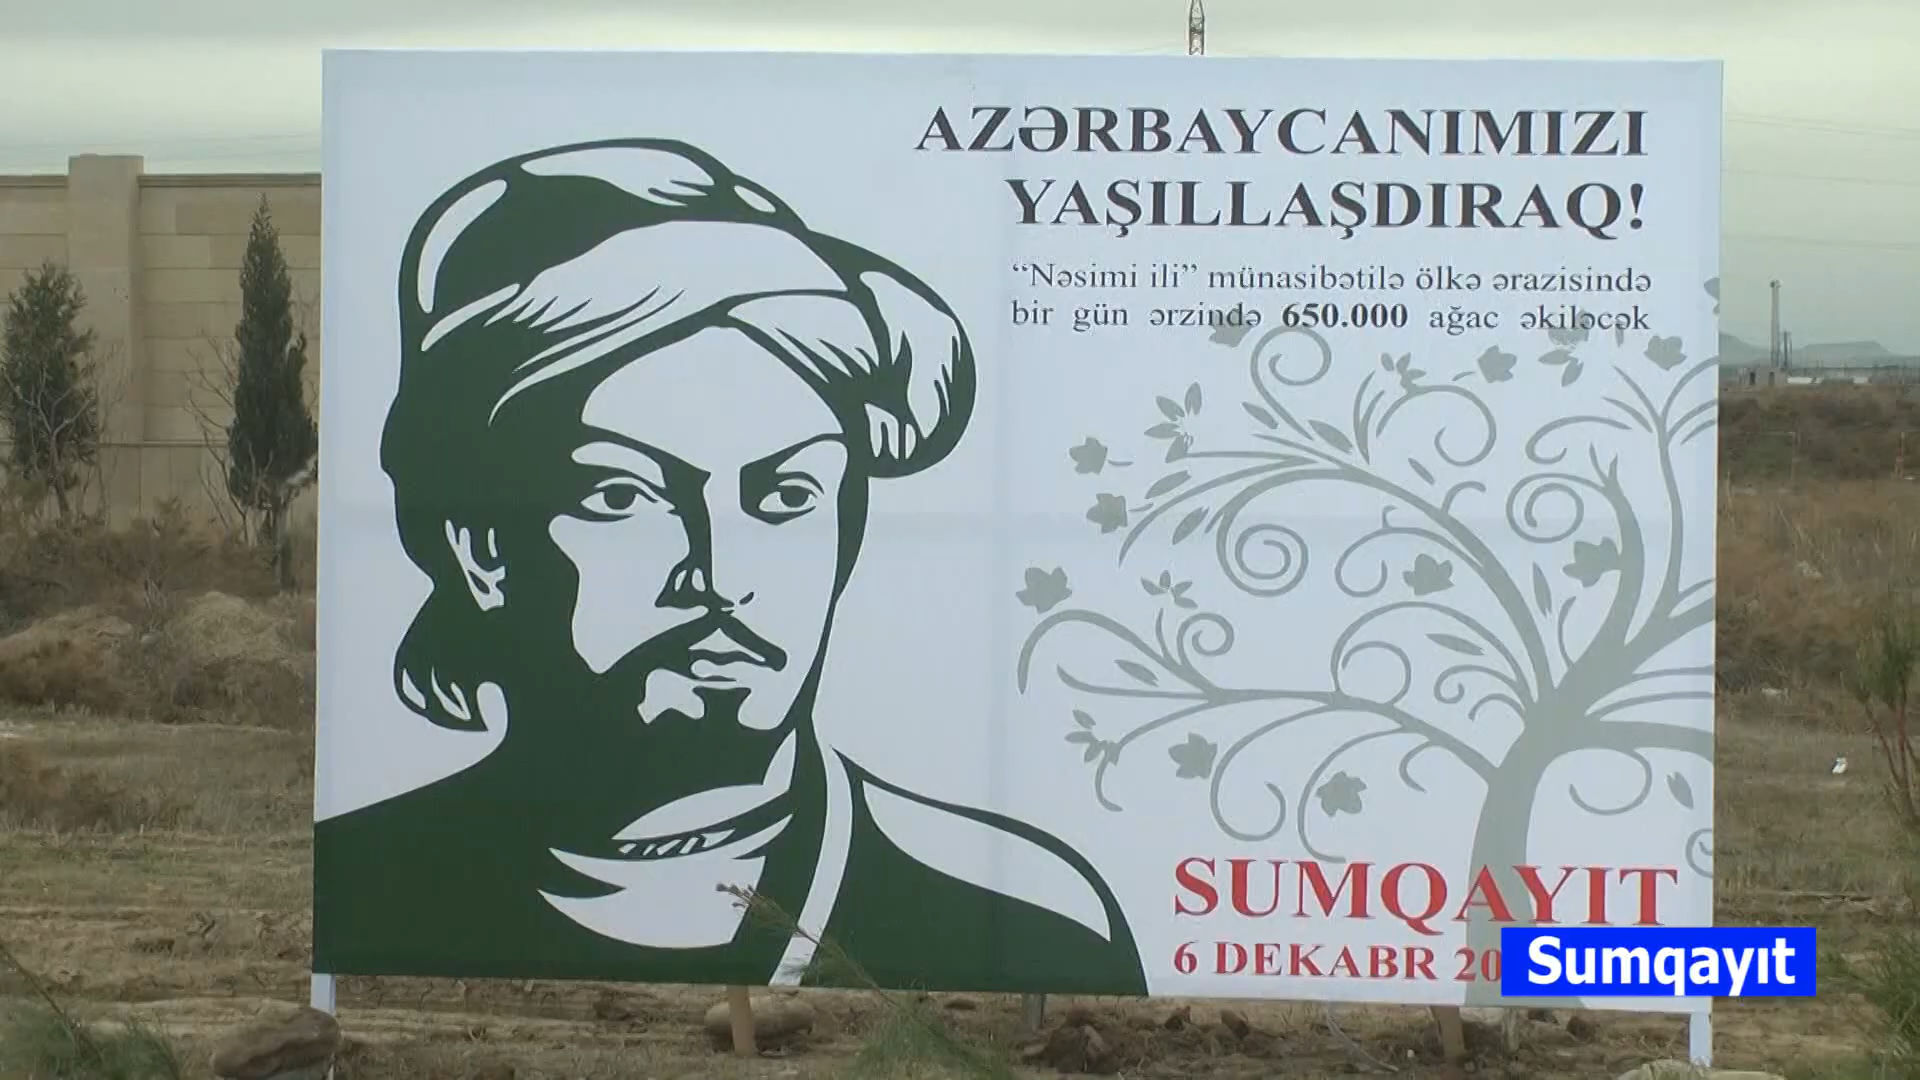 AZƏRBAYCANIMIZI
YAŞILLAŞDIRAQ!
“Nəsimi ili” münasibətilə ölkə ərazisində
bir gün ərzində 650.000 ağac əkiləcək
SUMQAYIT
6 DEKABR
Sumqayıt